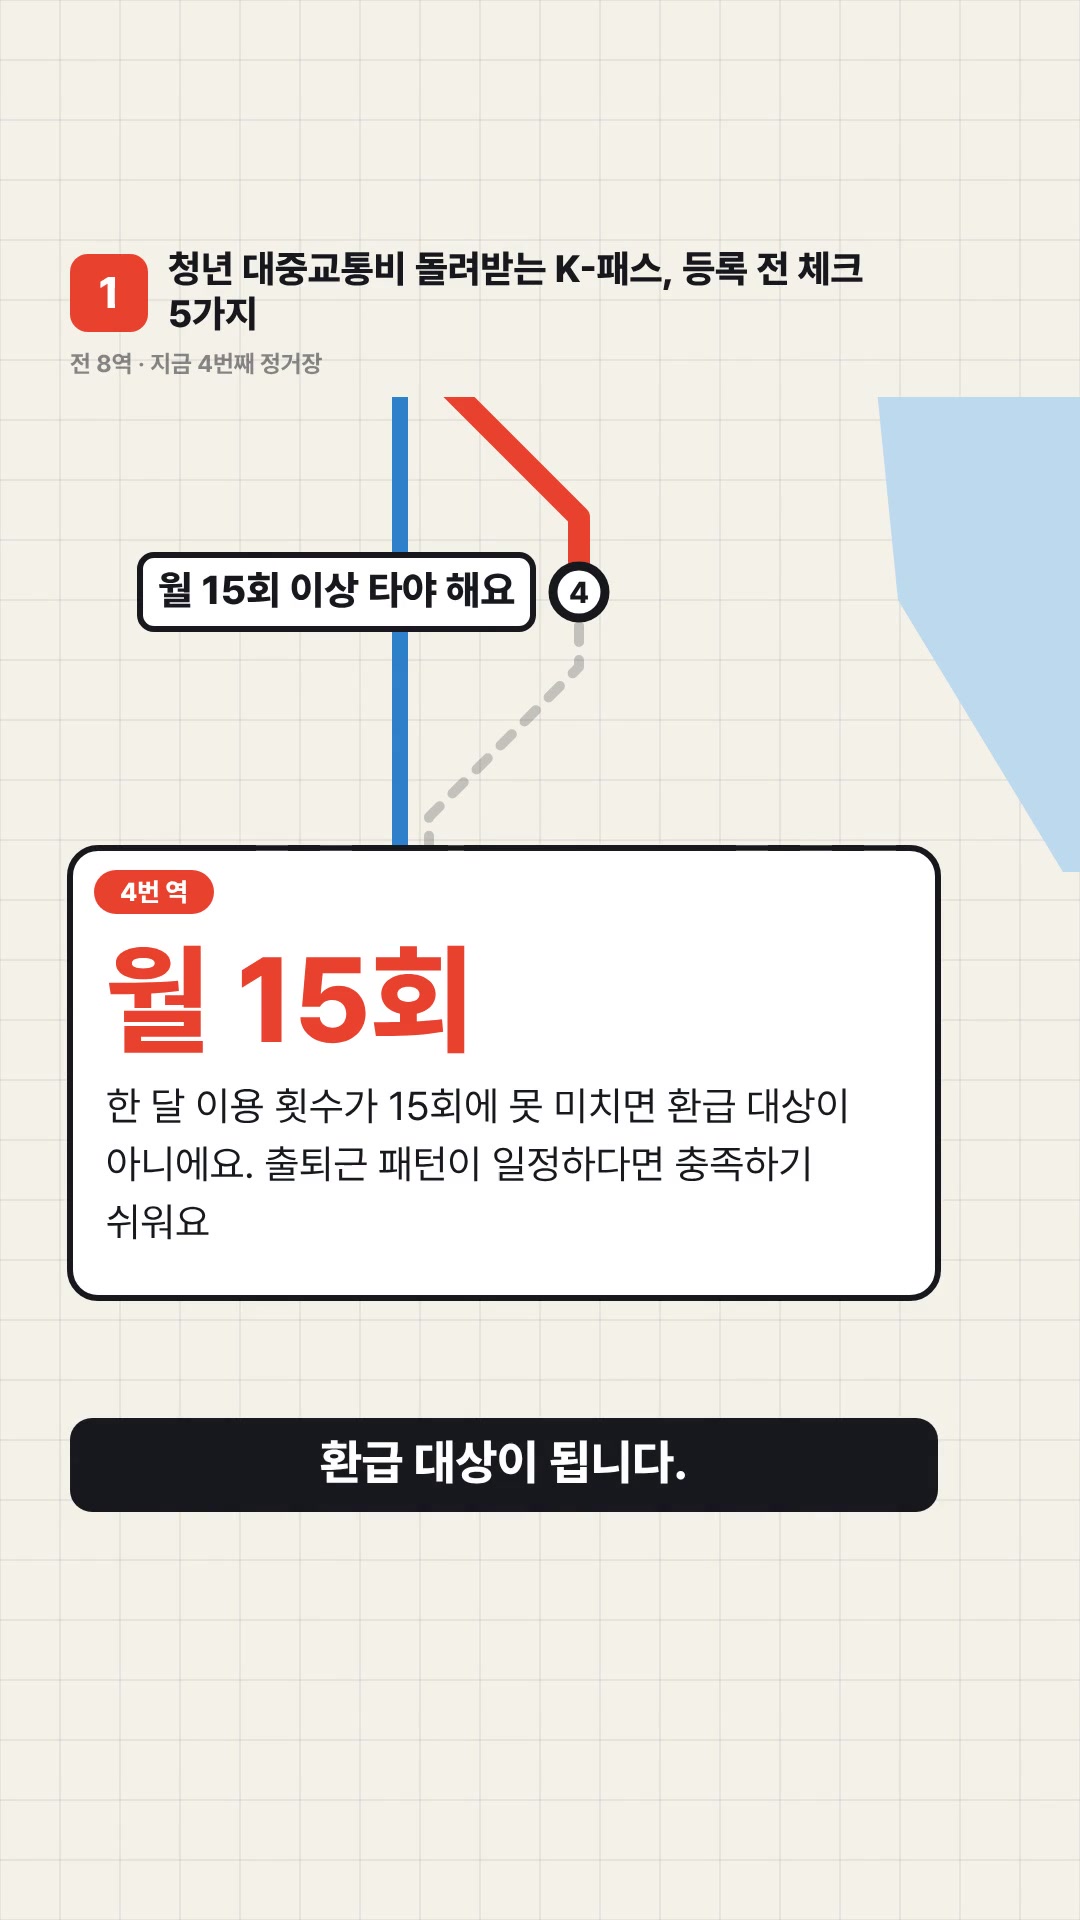 1
청년 대중교통비 돌려받는 K-패스, 등록 전 체크
5가지
전 8역 · 지금 4번째 정거장
월 15회 이상 타야 해요
4
4번 역
월 15회
한 달 이용 횟수가 15회에 못 미치면 환급 대상이
아니에요. 출퇴근 패턴이 일정하다면 충족하기
쉬워요
환급 대상이 됩니다.